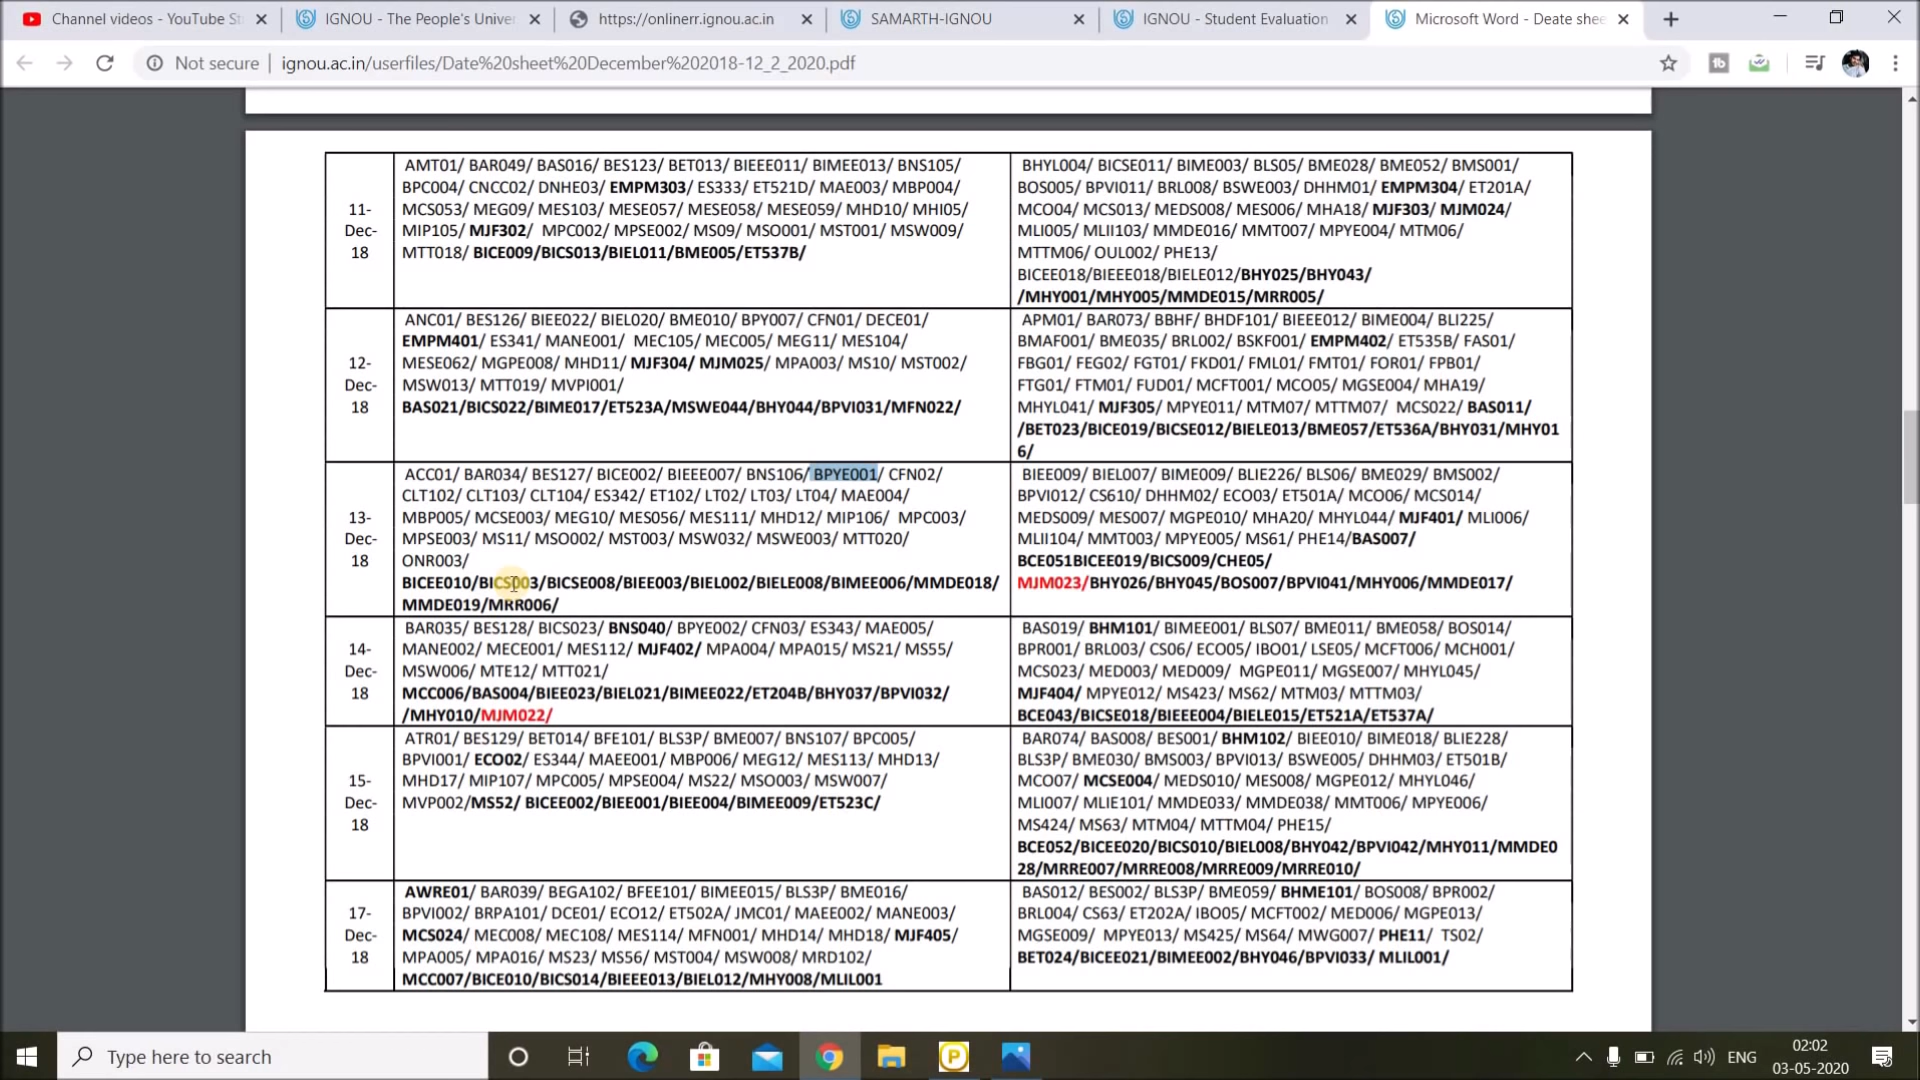 Channel videos - YouTube St
IGNOU - The People's Univer
https://onlinerr.ignou.ac.in
SAMARTH-IGNOU
IGNOU - Student Evaluation
Microsoft Word - Deate shee
Not secure | ignou.ac.in/userfiles/Date%20sheet%20December%202018-12_2_2020.pdf
11-
Dec-
18
AMT01/ BAR049/ BAS016/ BES123/ BET013/ BIEEE011/ BIMEE013/ BNS105/
BPC004/ CNCC02/ DNHE03/ EMPM303/ ES333/ ET521D/ MAE003/ MBP004/
MCS053/ MEG09/ MES103/ MESE057/ MESE058/ MESE059/ MHD10/ MHI05/
MIP105/ MJF302/ MPC002/ MPSE002/ MS09/ MSO001/ MST001/ MSW009/
MTT018/ BICE009/BICS013/BIEL011/BME005/ET537B/
BHYL004/ BICSE011/ BIME003/ BLS05/ BME028/ BME052/ BMS001/
BOS005/ BPVI011/ BRL008/ BSWE003/ DHHM01/ EMPM304/ ET201A/
MCO04/ MCS013/ MEDS008/ MES006/ MHA18/ MJF303/ MJM024/
MLI005/ MLII103/ MMDE016/ MMT007/ MPYE004/ MTM06/
MTTM06/ OUL002/ PHE13/
BICEE018/BIEEE018/BIELE012/BHY025/BHY043/
/MHY001/MHY005/MMDE015/MRR005/
12-
Dec-
18
ANC01/ BES126/ BIEE022/ BIEL020/ BME010/ BPY007/ CFN01/ DECE01/
EMPM401/ ES341/ MANE001/ MEC105/ MEC005/ MEG11/ MES104/
MESE062/ MGPE008/ MHD11/ MJF304/ MJM025/ MPA003/ MS10/ MST002/
MSW013/ MTT019/ MVPI001/
BAS021/BICS022/BIME017/ET523A/MSWE044/BHY044/BPVI031/MFN022/
APM01/ BAR073/ BBHF/ BHDF101/ BIEEE012/ BIME004/ BLI225/
BMAF001/ BME035/ BRL002/ BSKF001/ EMPM402/ ET535B/ FAS01/
FBG01/ FEG02/ FGT01/ FKD01/ FML01/ FMT01/ FOR01/ FPB01/
FTG01/ FTM01/ FUD01/ MCFT001/ MCO05/ MGSE004/ MHA19/
MHYL041/ MJF305/ MPYE011/ MTM07/ MTTM07/ MCS022/ BAS011/
/BET023/BICE019/BICSE012/BIELE013/BME057/ET536A/BHY031/MHY01
6/
13-
Dec-
18
ACC01/ BAR034/ BES127/ BICE002/ BIEEE007/ BNS106/ BPYE001/ CFN02/
CLT102/ CLT103/ CLT104/ ES342/ ET102/ LT02/ LT03/ LT04/ MAE004/
MBP005/ MCSE003/ MEG10/ MES056/ MES111/ MHD12/ MIP106/ MPC003/
MPSE003/ MS11/ MSO002/ MST003/ MSW032/ MSWE003/ MTT020/
ONR003/
BICEE010/BICS003/BICSE008/BIEE003/BIEL002/BIELE008/BIMEE006/MMDE018/
MMDE019/MRR006/
BIEE009/ BIEL007/ BIME009/ BLIE226/ BLS06/ BME029/ BMS002/
BPVI012/ CS610/ DHHM02/ ECO03/ ET501A/ MCO06/ MCS014/
MEDS009/ MES007/ MGPE010/ MHA20/ MHYL044/ MJF401/ MLI006/
MLII104/ MMT003/ MPYE005/ MS61/ PHE14/BAS007/
BCE051BICEE019/BICS009/CHE05/
MJM023/BHY026/BHY045/BOS007/BPVI041/MHY006/MMDE017/
14-
Dec-
18
BAR035/ BES128/ BICS023/ BNS040/ BPYE002/ CFN03/ ES343/ MAE005/
MANE002/ MECE001/ MES112/ MJF402/ MPA004/ MPA015/ MS21/ MS55/
MSW006/ MTE12/ MTT021/
MCC006/BAS004/BIEE023/BIEL021/BIMEE022/ET204B/BHY037/BPVI032/
/MHY010/MJM022/
BAS019/ BHM101/ BIMEE001/ BLS07/ BME011/ BME058/ BOS014/
BPR001/ BRL003/ CS06/ ECO05/ IBO01/ LSE05/ MCFT006/ MCH001/
MCS023/ MED003/ MED009/ MGPE011/ MGSE007/ MHYL045/
MJF404/ MPYE012/ MS423/ MS62/ MTM03/ MTTM03/
BCE043/BICSE018/BIEEE004/BIELE015/ET521A/ET537A/
15-
Dec-
18
ATR01/ BES129/ BET014/ BFE101/ BLS3P/ BME007/ BNS107/ BPC005/
BPVI001/ ECO02/ ES344/ MAEE001/ MBP006/ MEG12/ MES113/ MHD13/
MHD17/ MIP107/ MPC005/ MPSE004/ MS22/ MSO003/ MSW007/
MVP002/MS52/ BICEE002/BIEE001/BIEE004/BIMEE009/ET523C/
BAR074/ BAS008/ BES001/ BHM102/ BIEE010/ BIME018/ BLIE228/
BLS3P/ BME030/ BMS003/ BPVI013/ BSWE005/ DHHM03/ ET501B/
MCO07/ MCSE004/ MEDS010/ MES008/ MGPE012/ MHYL046/
MLI007/ MLIE101/ MMDE033/ MMDE038/ MMT006/ MPYE006/
MS424/ MS63/ MTM04/ MTTM04/ PHE15/
BCE052/BICEE020/BICS010/BIEL008/BHY042/BPVI042/MHY011/MMDE0
28/MRRE007/MRRE008/MRRE009/MRRE010/
17-
Dec-
18
AWRE01/ BAR039/ BEGA102/ BFEE101/ BIMEE015/ BLS3P/ BME016/
BPVI002/ BRPA101/ DCE01/ ECO12/ ET502A/ JMC01/ MAEE002/ MANE003/
MCS024/ MEC008/ MEC108/ MES114/ MFN001/ MHD14/ MHD18/ MJF405/
MPA005/ MPA016/ MS23/ MS56/ MST004/ MSW008/ MRD102/
MCC007/BICE010/BICS014/BIEEE013/BIEL012/MHY008/MLIL001
BAS012/ BES002/ BLS3P/ BME059/ BHME101/ BOS008/ BPR002/
BRL004/ CS63/ ET202A/ IBO05/ MCFT002/ MED006/ MGPE013/
MGSE009/ MPYE013/ MS425/ MS64/ MWG007/ PHE11/ TS02/
BET024/BICEE021/BIMEE002/BHY046/BPVI033/ MLIL001/
Type here to search
ENG
02:02
03-05-2020